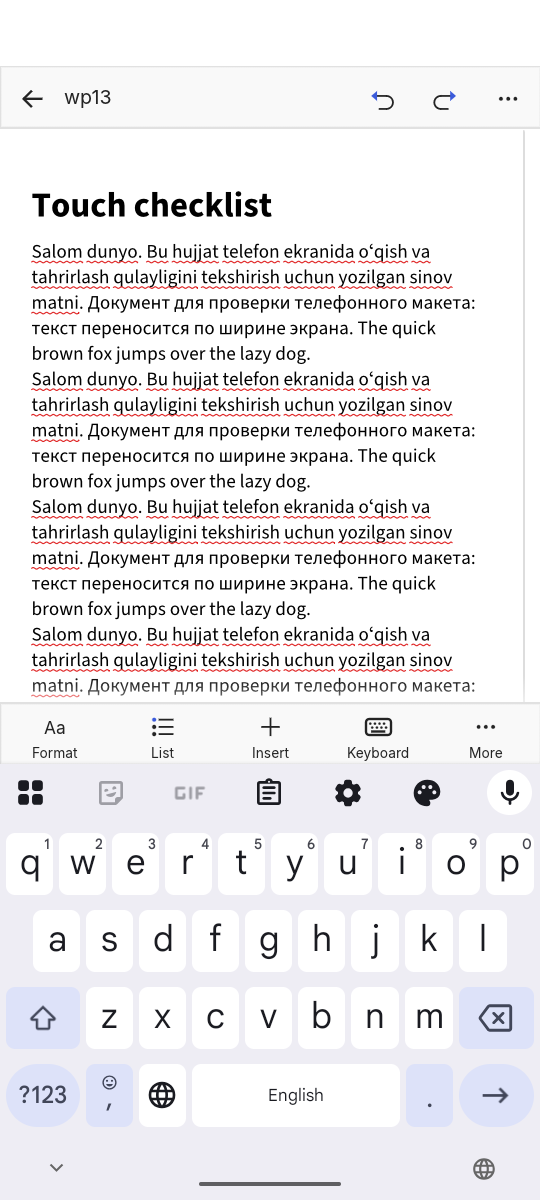 wp13
Touch checklist
Salom dunyo. Bu hujjat telefon ekranida oʻqish va
tahrirlash qulayligini tekshirish uchun yozilgan sinov
matni. Документ для проверки телефонного макета:
текст переносится по ширине экрана. The quick
brown fox jumps over the lazy dog.
Salom dunyo. Bu hujjat telefon ekranida oʻqish va
tahrirlash qulayligini tekshirish uchun yozilgan sinov
matni. Документ для проверки телефонного макета:
текст переносится по ширине экрана. The quick
brown fox jumps over the lazy dog.
Salom dunyo. Bu hujjat telefon ekranida oʻqish va
tahrirlash qulayligini tekshirish uchun yozilgan sinov
matni. Документ для проверки телефонного макета:
текст переносится по ширине экрана. The quick
brown fox jumps over the lazy dog.
Salom dunyo. Bu hujjat telefon ekranida oʻqish va
tahrirlash qulayligini tekshirish uchun yozilgan sinov
matni. Документ для проверки телефонного макета:
Aa
Format List Insert Keyboard More
GIF
1 2 3 4 5 6 7 8 9 0
q w e r t y u i o p
a s d f g h j k l
z x c v b n m
?123 , English .